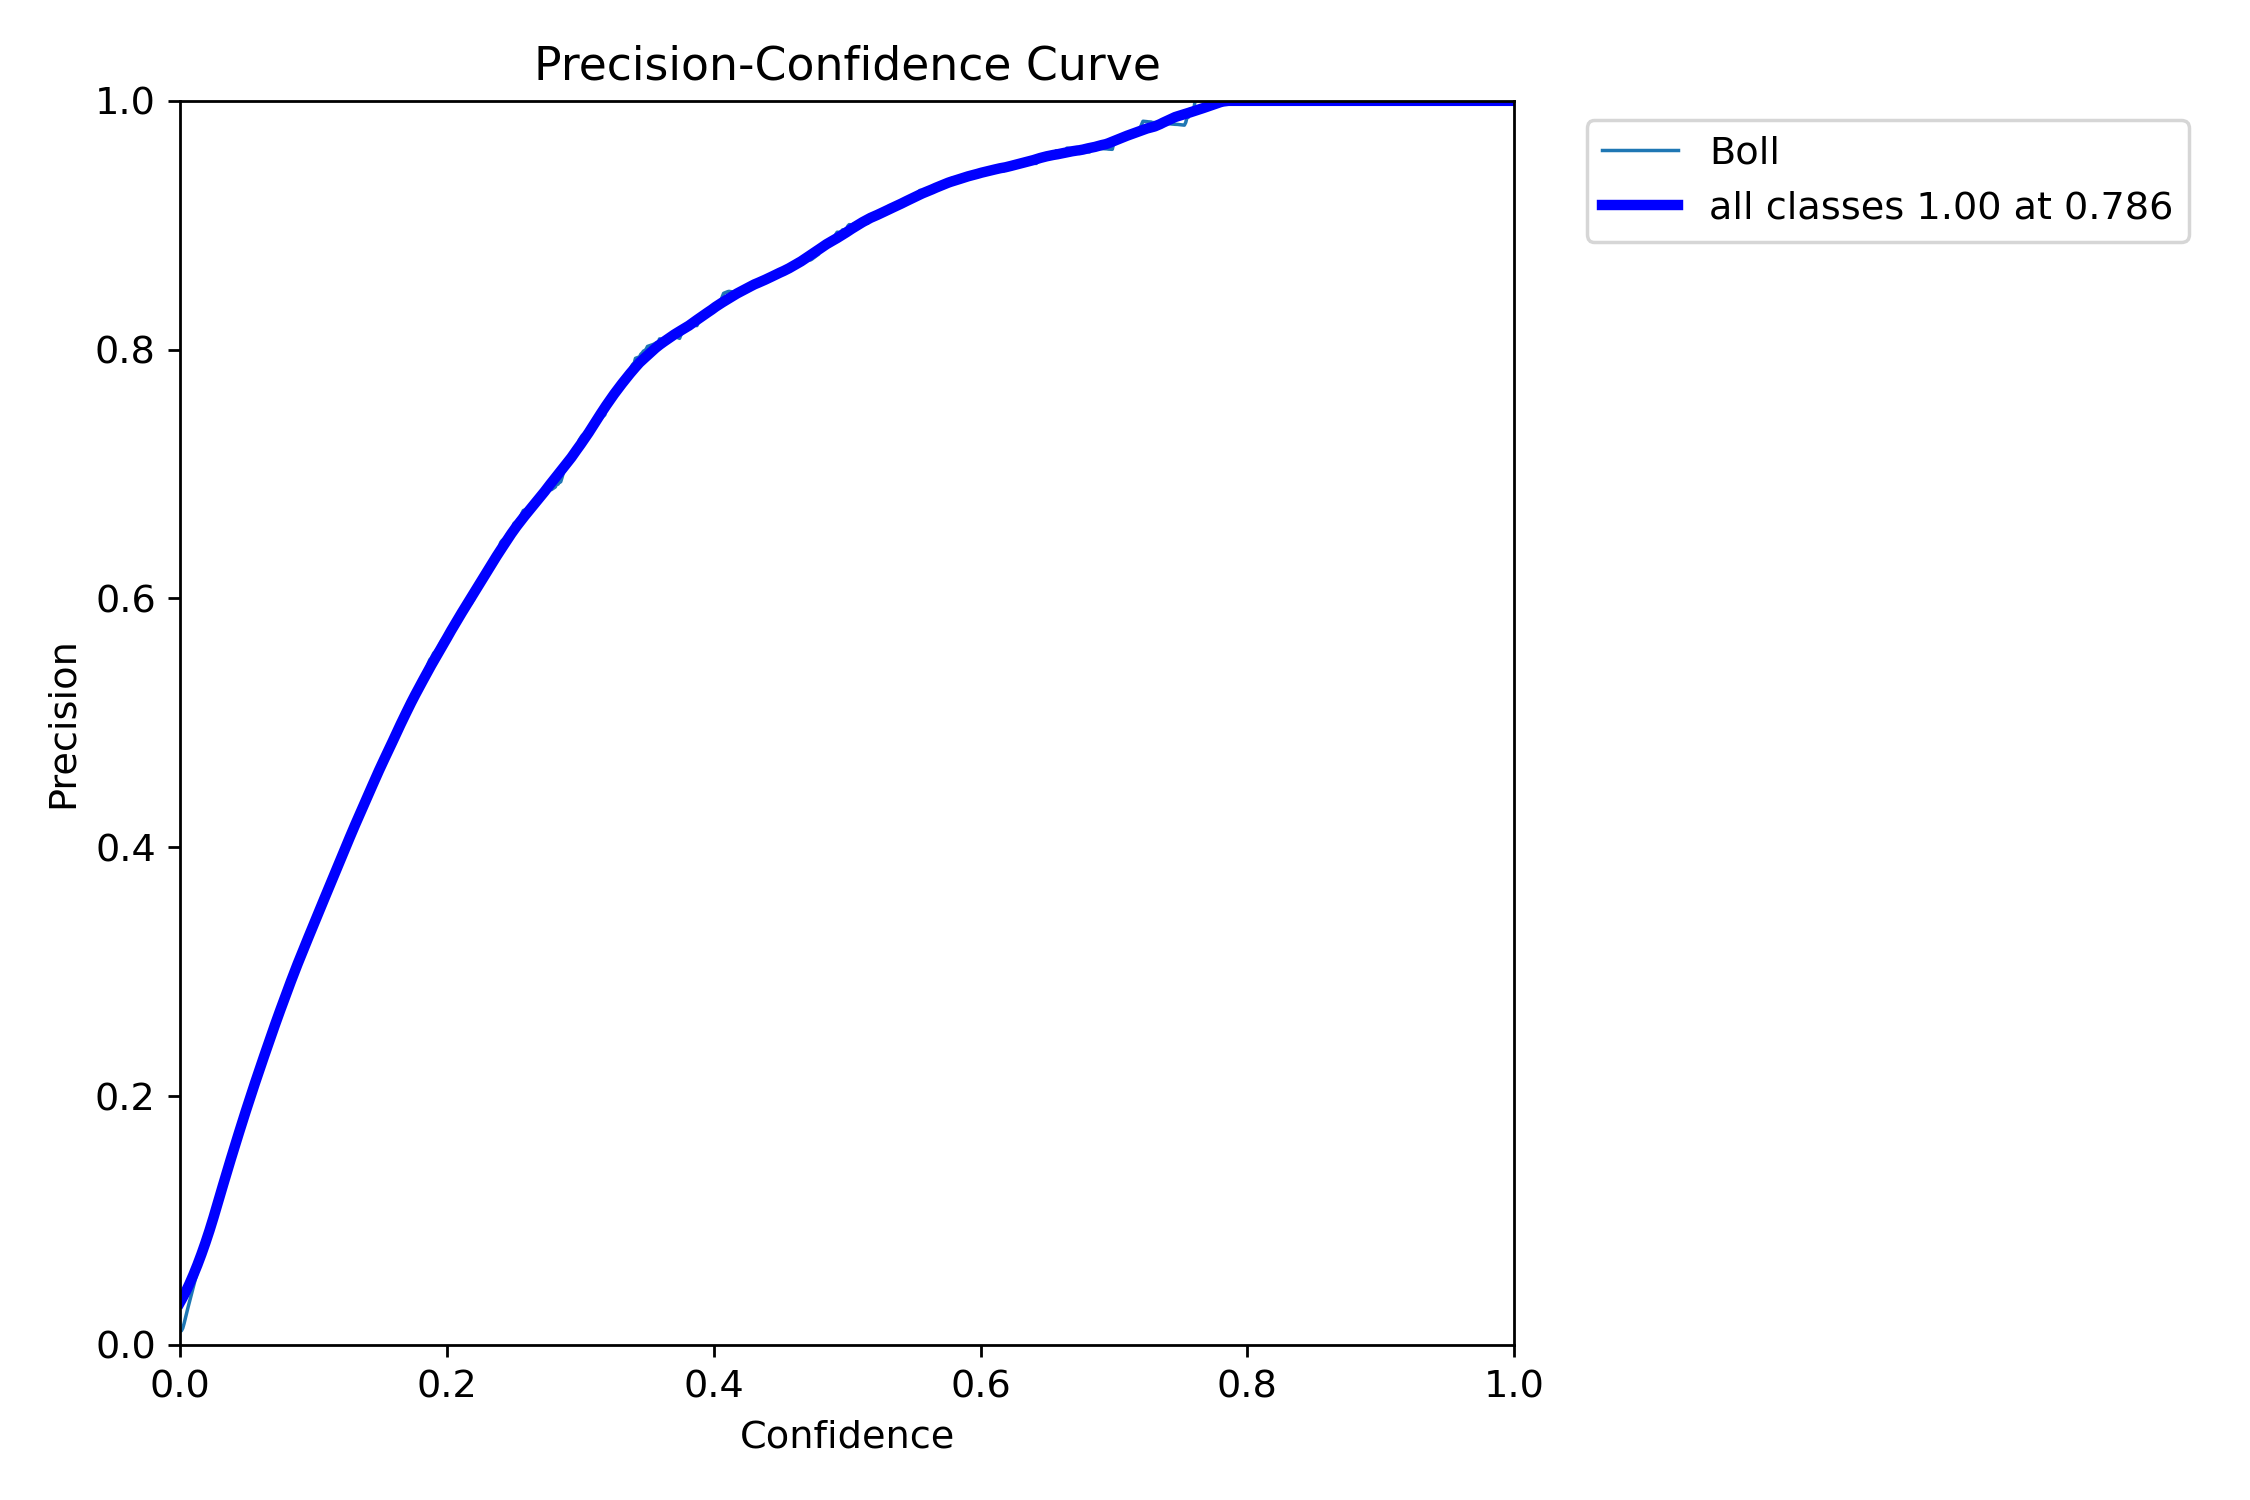 Precision-Confidence Curve
Boll
all classes 1.00 at 0.786
1.0
0.8
0.6
0.4
0.2
0.0
Precision
0.0 0.2 0.4 0.6 0.8 1.0
Confidence